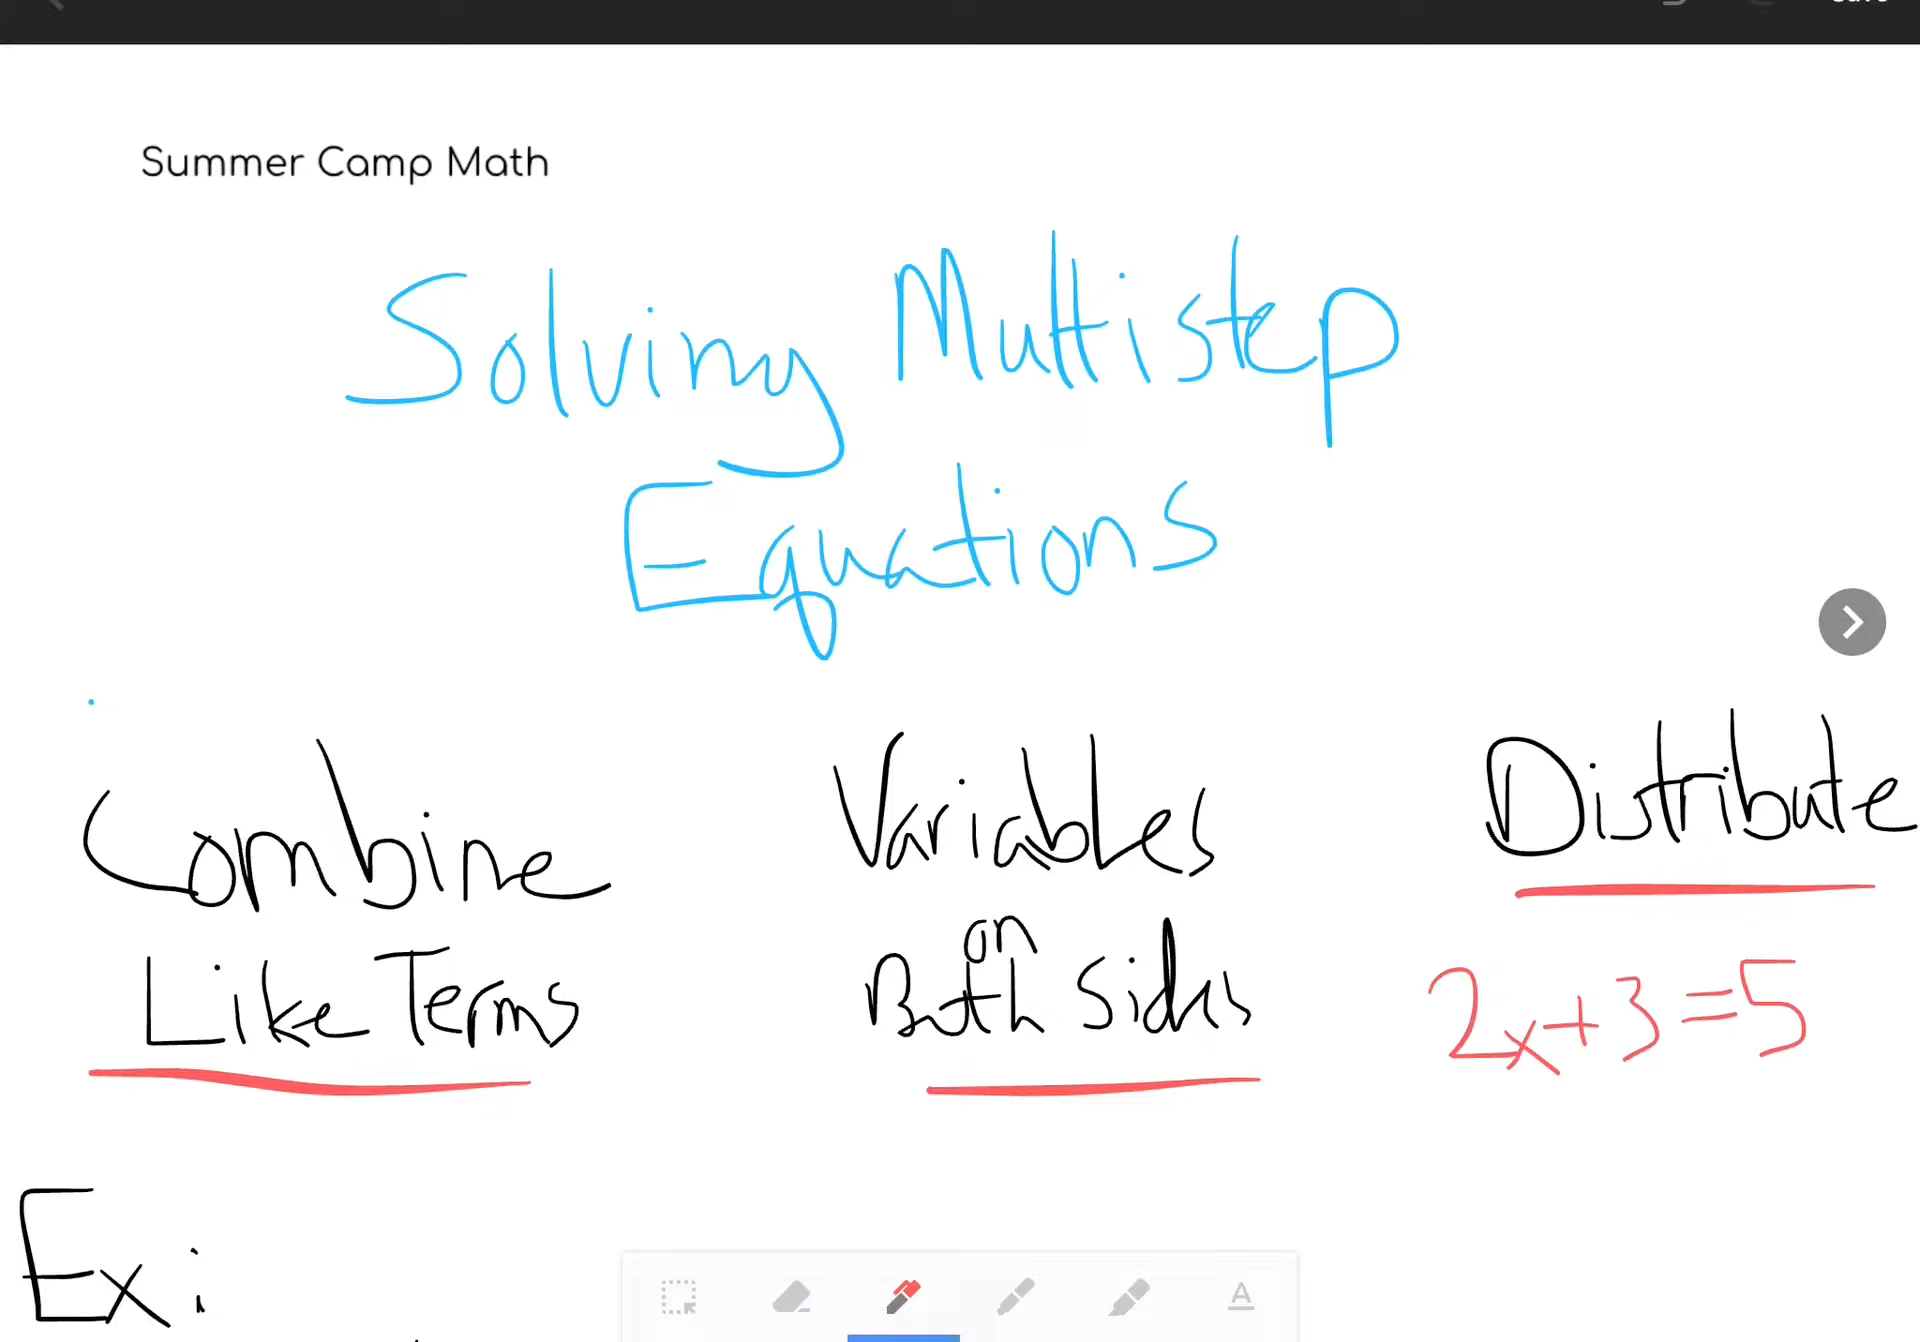 Summer Camp Math
Solving Multistep
Equations
Combine
Like Terms
Variables
on
Both Sides
Distribute
2x+3=5
Ex:
A